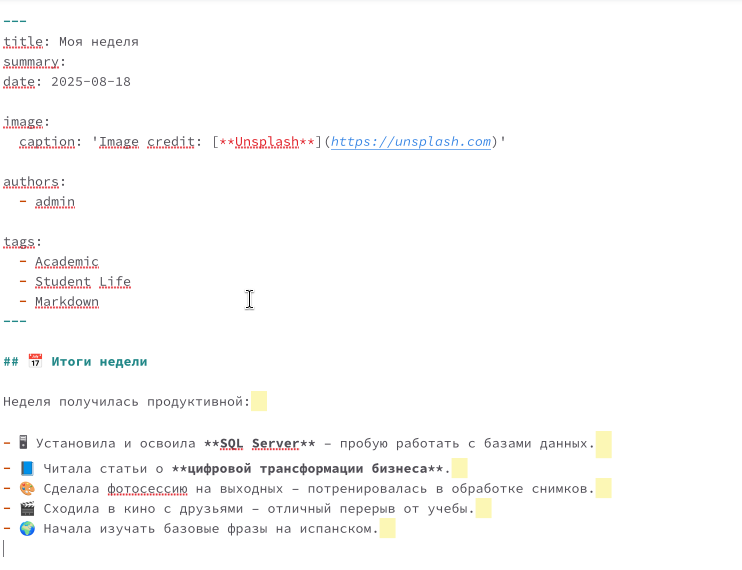 ---
title: Моя неделя
summary:
date: 2025-08-18
image:
  caption: 'Image credit: [**Unsplash**](https://unsplash.com)'
authors:
  - admin
tags:
  - Academic
  - Student Life
  - Markdown
---
## 📅 Итоги недели
Неделя получилась продуктивной:
- 🖥 Установила и освоила **SQL Server** – пробую работать с базами данных.
- 📘 Читала статьи о **цифровой трансформации бизнеса**.
- 🎨 Сделала фотосессию на выходных – потренировалась в обработке снимков.
- 🎬 Сходила в кино с друзьями – отличный перерыв от учебы.
- 🌍 Начала изучать базовые фразы на испанском.